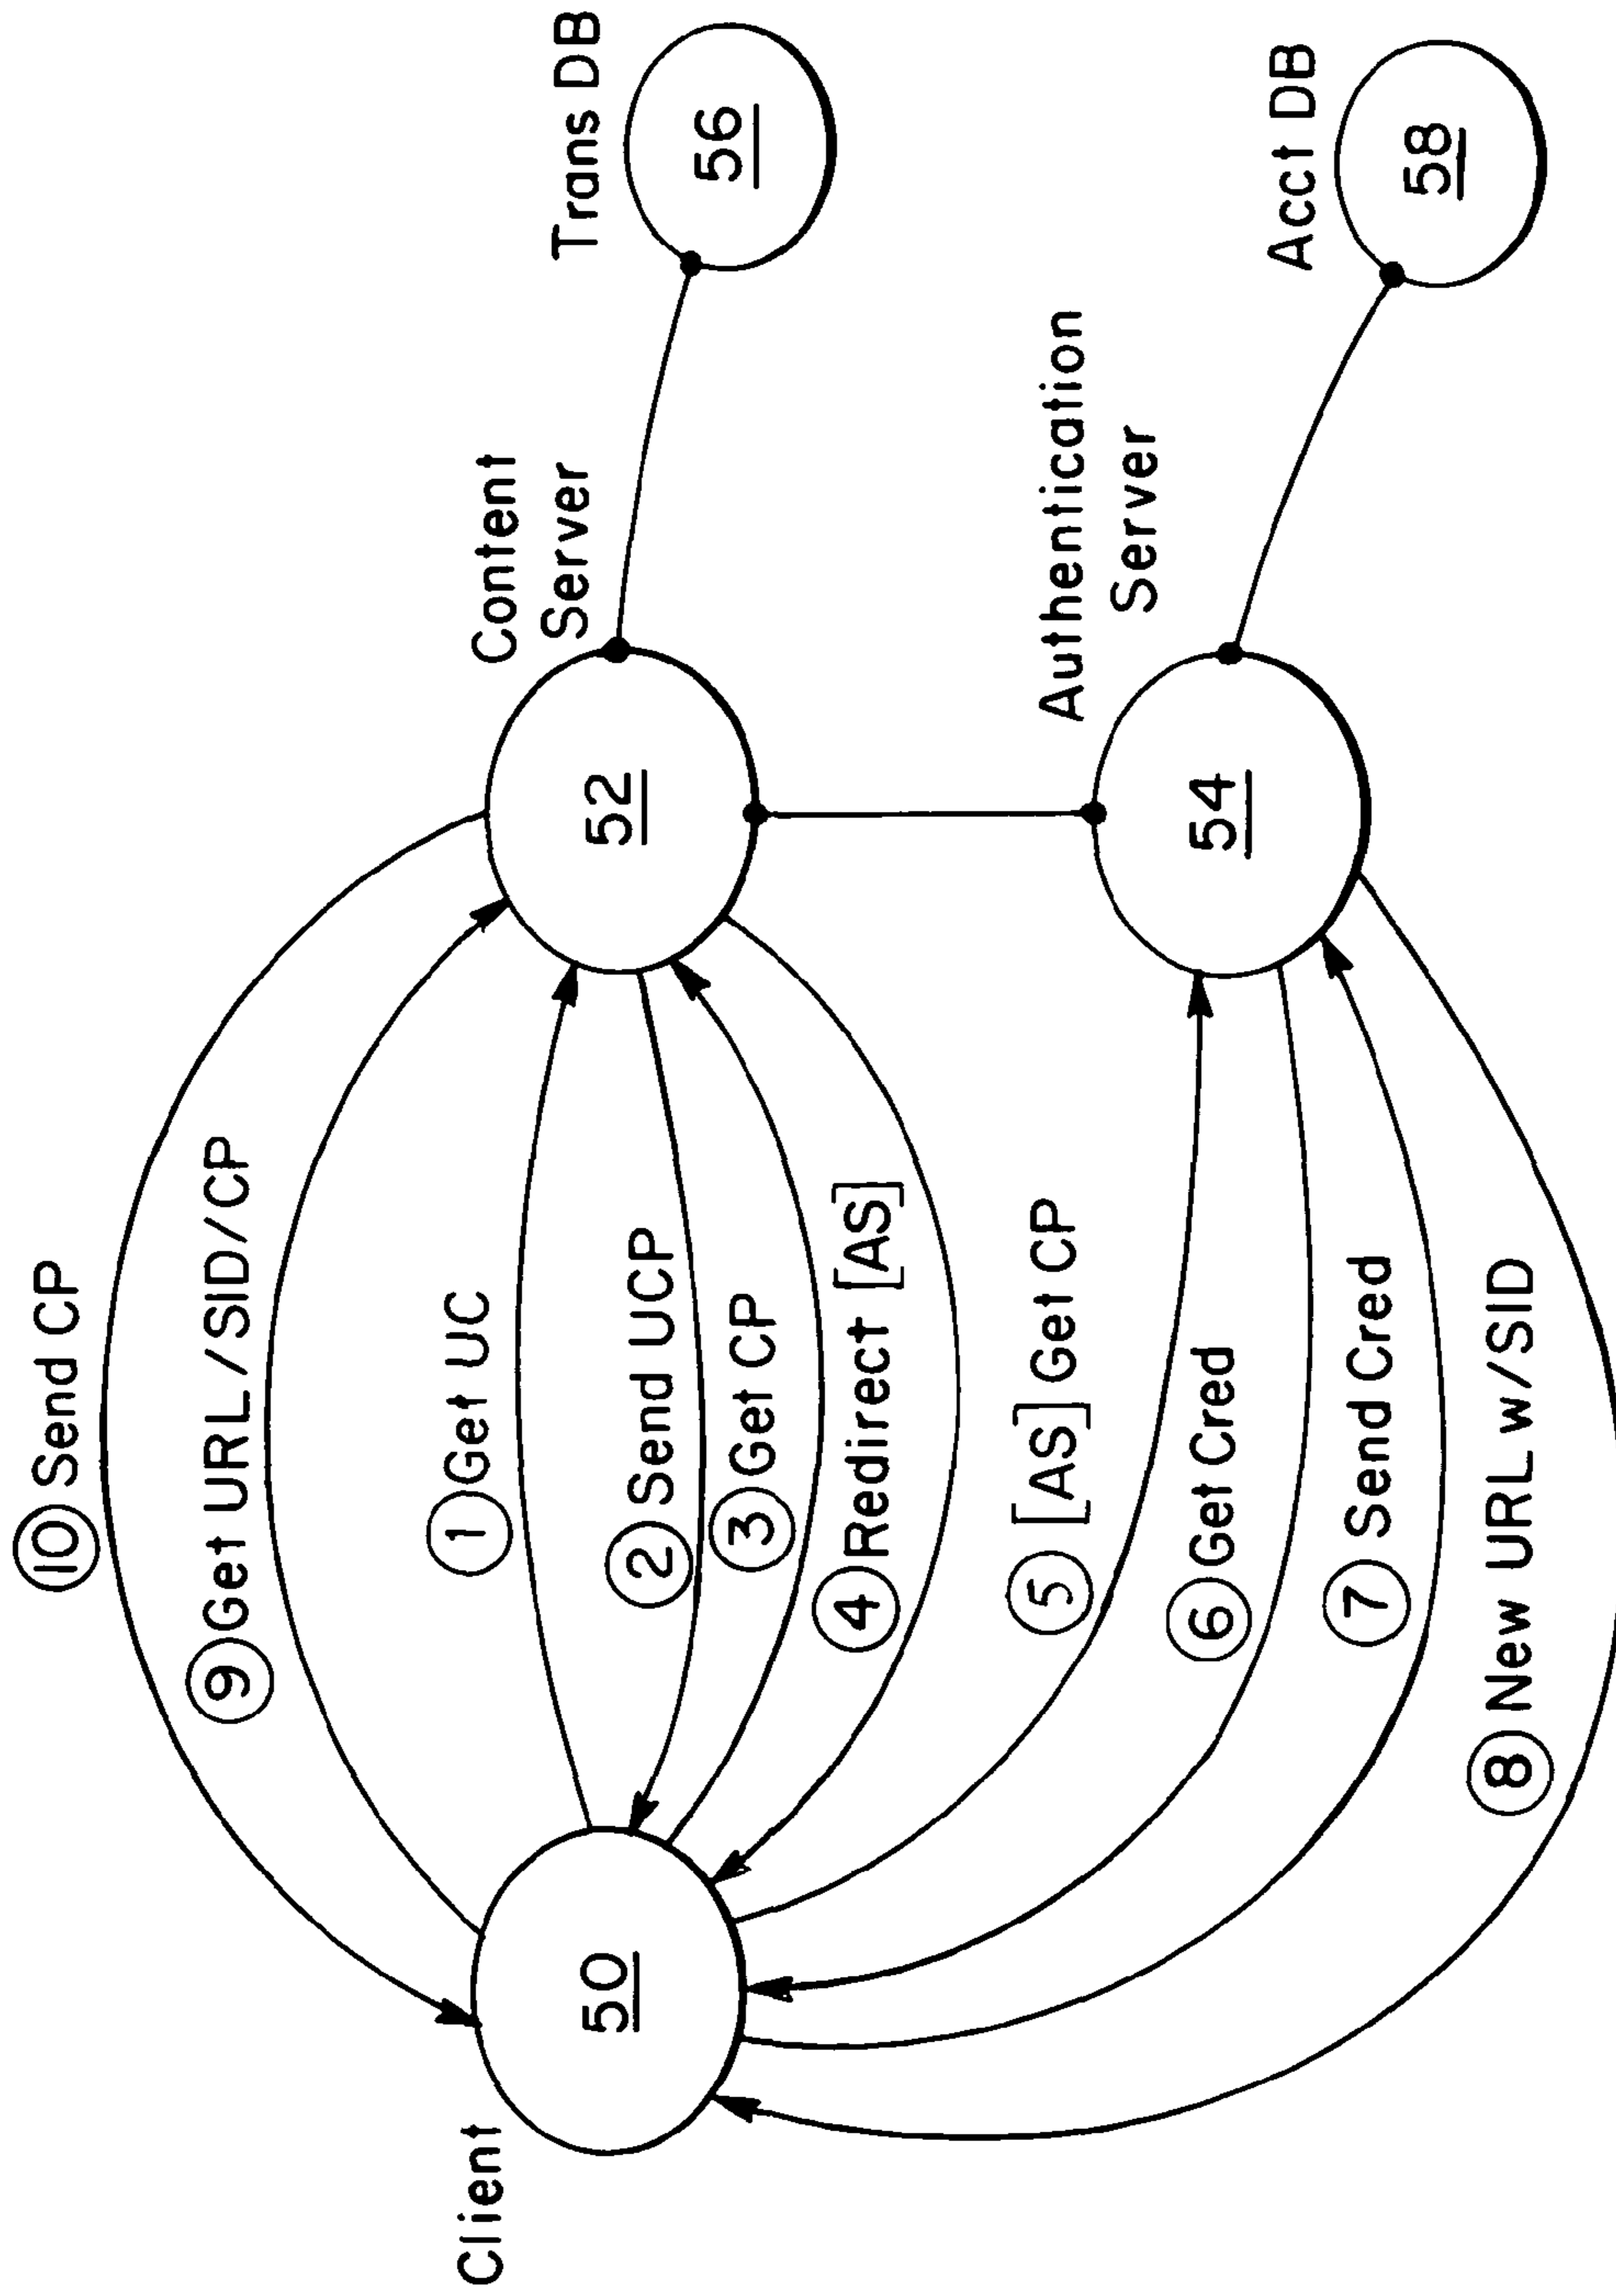 ⑩ Send CP
⑨ Get URL/SID/CP
① Get UC
② Send UCP
③ Get CP
④ Redirect [AS]
⑤ [AS] Get CP
⑥ Get Cred
⑦ Send Cred
⑧ New URL w/SID
Client
50
Content
Server
52
Authentication
Server
54
Trans DB
56
Acct DB
58